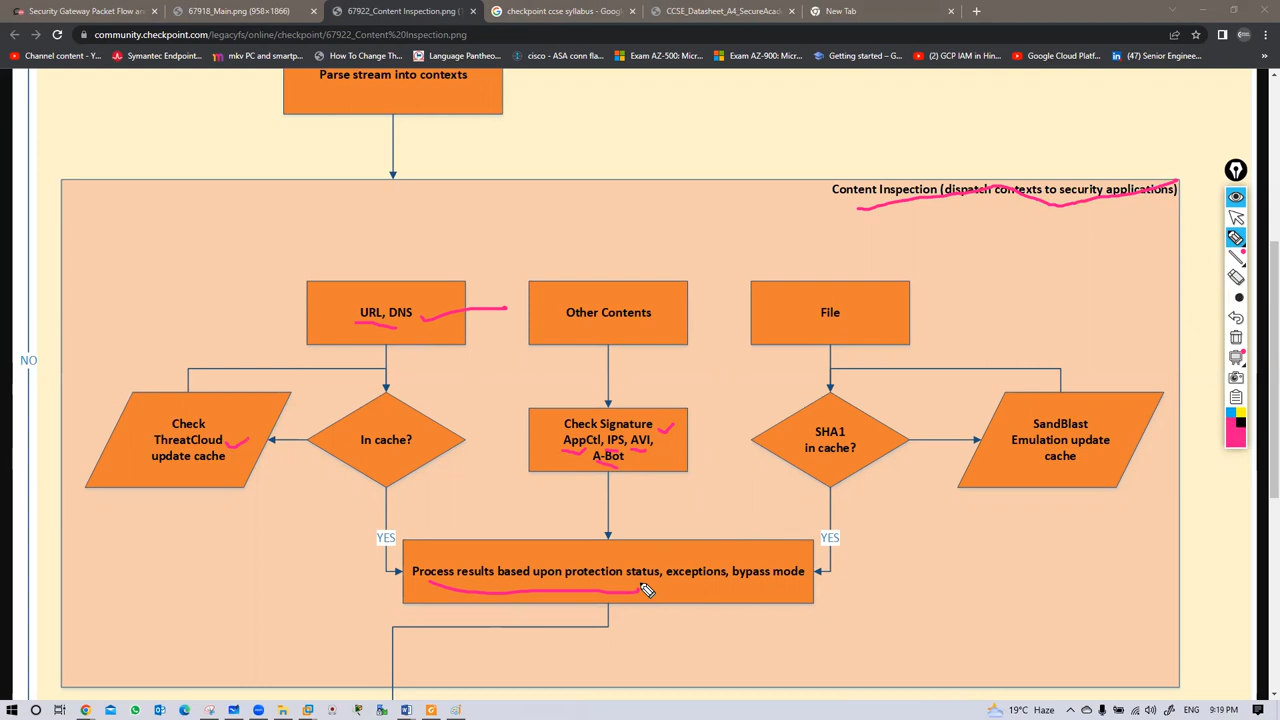 Security Gateway Packet Flow an
67918_Main.png (958×1866)
67922_Content Inspection.png
checkpoint ccse syllabus - Google
CCSE_Datasheet_A4_SecureAcade
New Tab
community.checkpoint.com/legacyfs/online/checkpoint/67922_Content%20Inspection.png
Channel content - Y...
Symantec Endpoint...
mkv PC and smartp...
How To Change Th...
Language Pantheo...
cisco - ASA conn fla...
Exam AZ-500: Micr...
Exam AZ-900: Micr...
Getting started – G...
(2) GCP IAM in Hin...
Google Cloud Platf...
(47) Senior Enginee...
Parse stream into contexts
Content Inspection (dispatch contexts to security applications)
URL, DNS
Other Contents
File
NO
Check
ThreatCloud
update cache
In cache?
Check Signature
AppCtl, IPS, AVI,
A-Bot
SHA1
in cache?
SandBlast
Emulation update
cache
YES
YES
Process results based upon protection status, exceptions, bypass mode
19°C Haze
ENG
9:19 PM